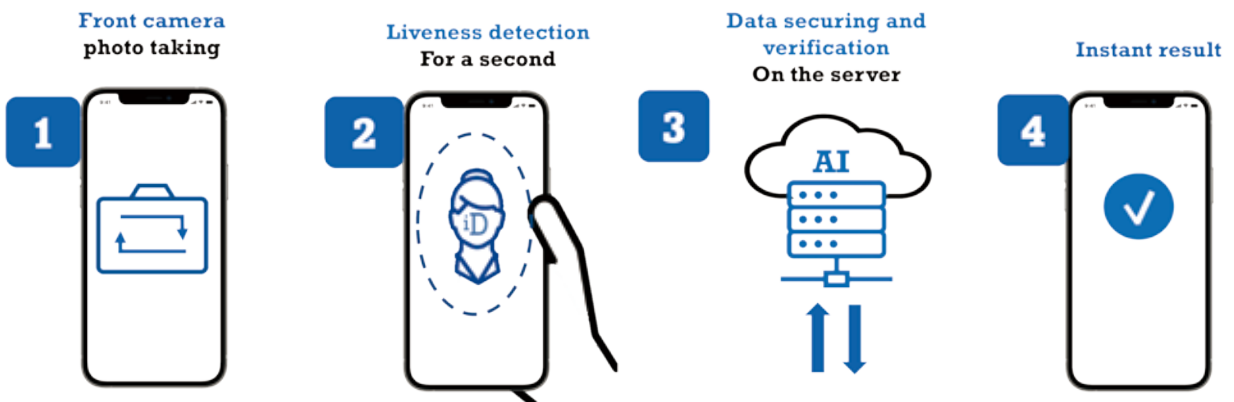 Front camera
photo taking
1
Liveness detection
For a second
2
iD
Data securing and
verification
On the server
3
AI
Instant result
4